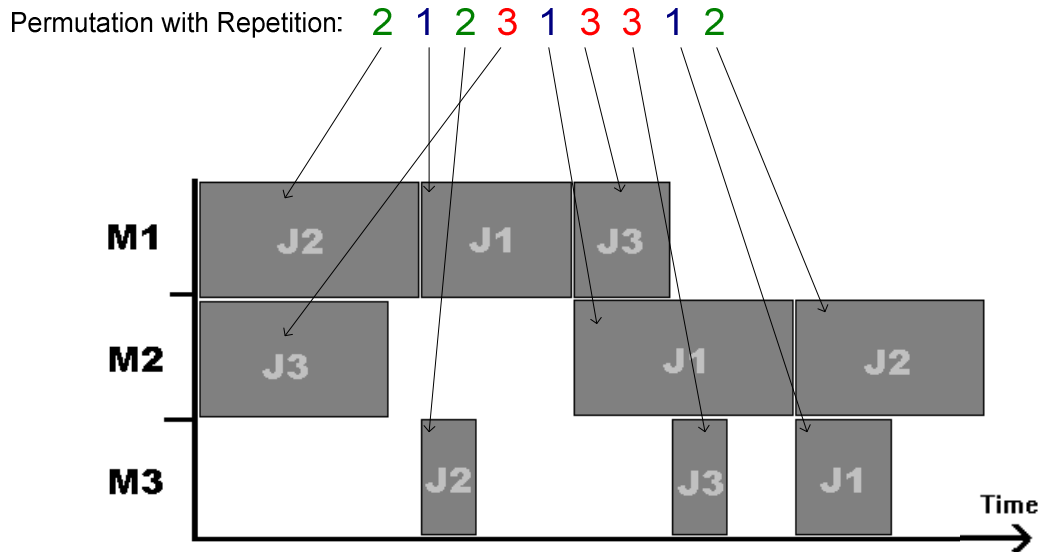 Permutation with Repetition: 2 1 2 3 1 3 3 1 2
M1 J2 J1 J3
M2 J3 J1 J2
M3 J2 J3 J1
Time